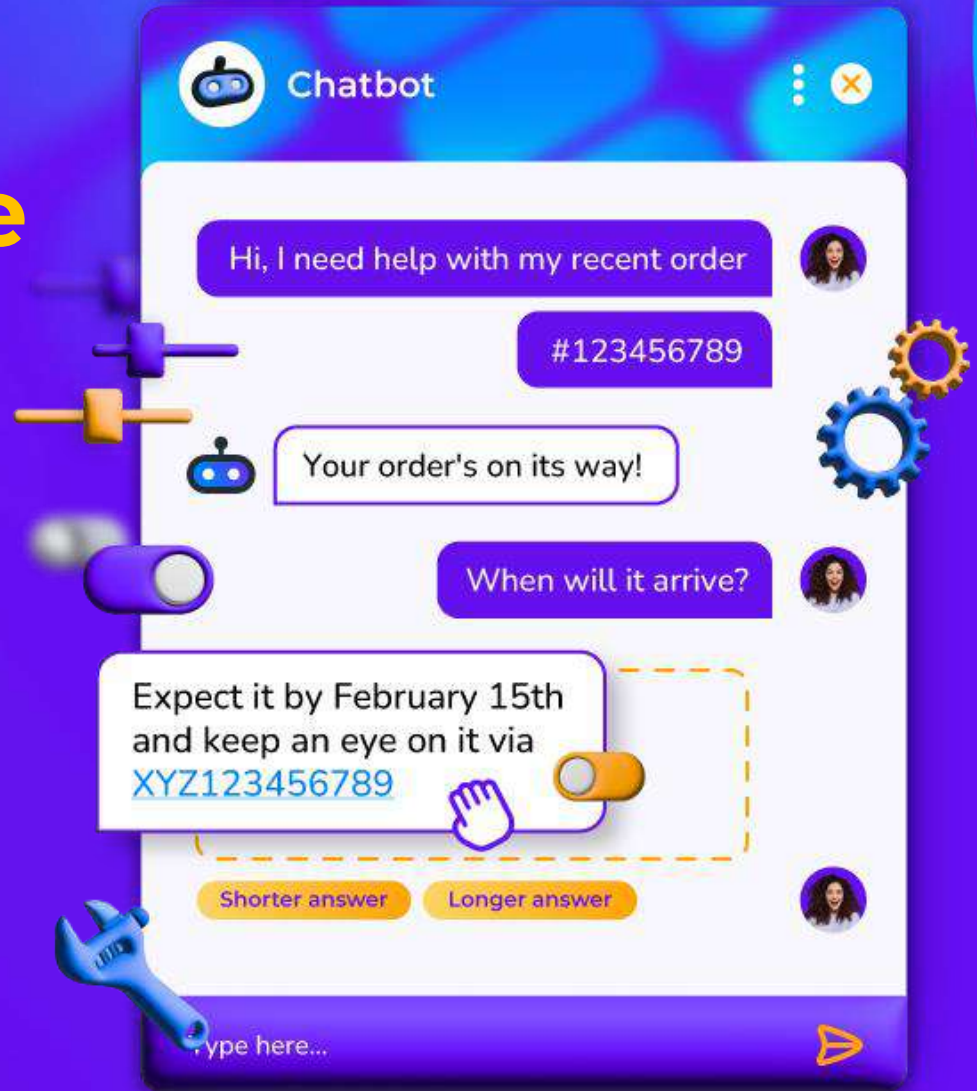 Chatbot
Hi, I need help with my recent order
#123456789
Your order's on its way!
When will it arrive?
Expect it by February 15th
and keep an eye on it via
XYZ123456789
Shorter answer
Longer answer
ype here...
e